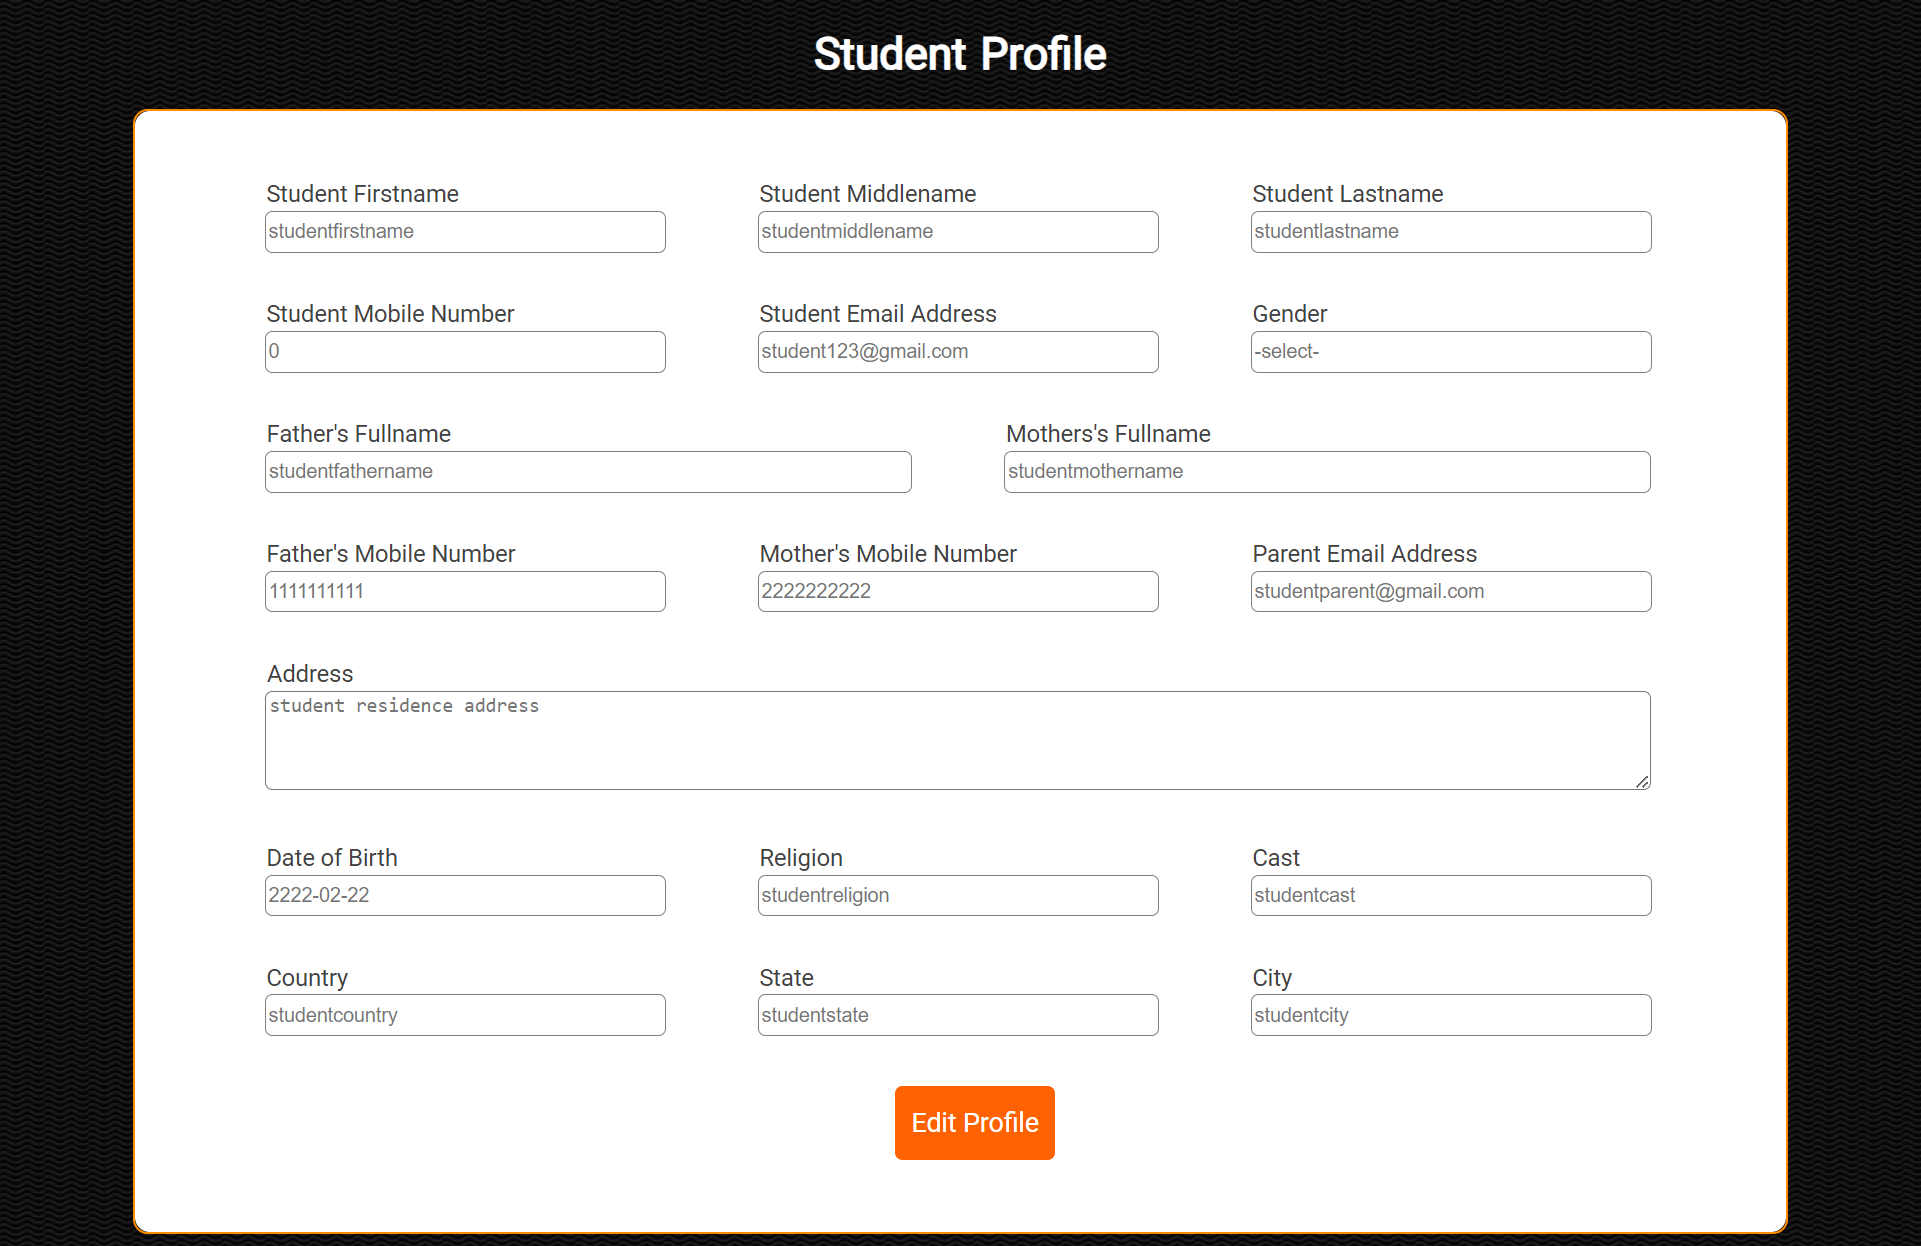 Student Profile
Student Firstname
studentfirstname
Student Middlename
studentmiddlename
Student Lastname
studentlastname
Student Mobile Number
0
Student Email Address
student123@gmail.com
Gender
-select-
Father's Fullname
studentfathername
Mothers's Fullname
studentmothername
Father's Mobile Number
1111111111
Mother's Mobile Number
2222222222
Parent Email Address
studentparent@gmail.com
Address
student residence address
Date of Birth
2222-02-22
Religion
studentreligion
Cast
studentcast
Country
studentcountry
State
studentstate
City
studentcity
Edit Profile